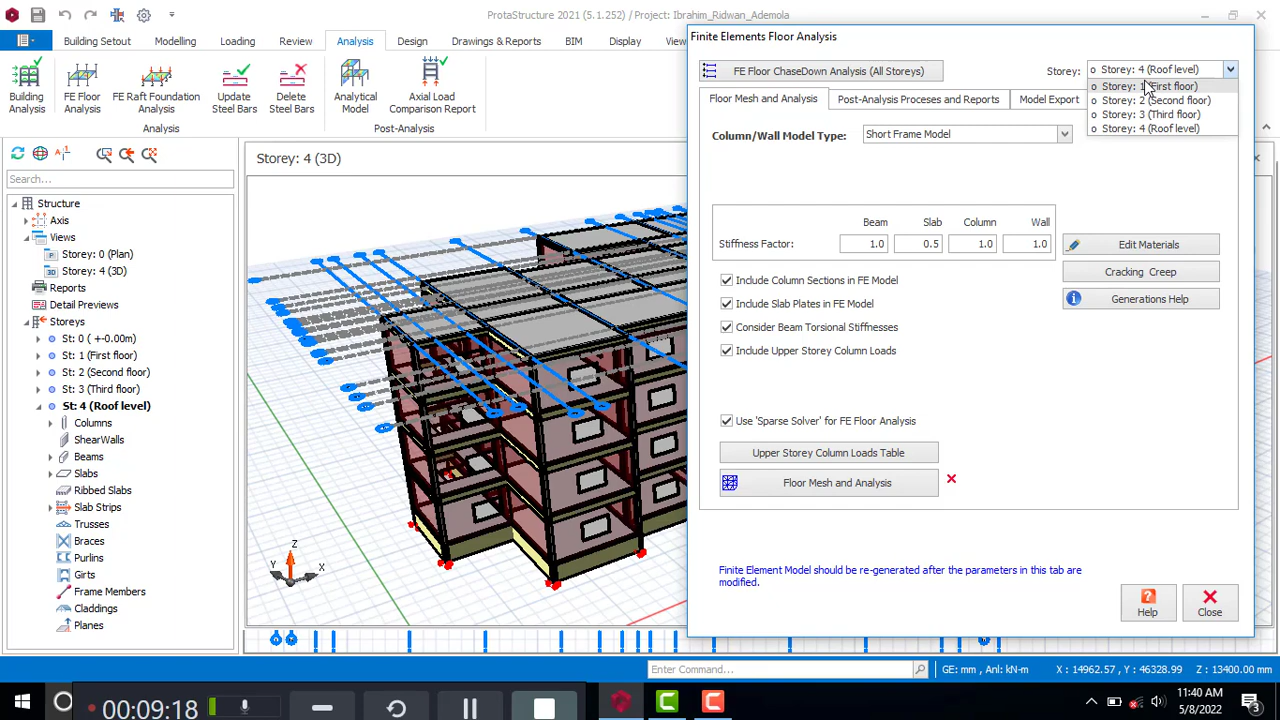 ProtaStructure 2021 (5.1.252) / Project: Ibrahim_Ridwan_Ademola
Building Setout
Modelling
Loading
Review
Analysis
Design
Drawings & Reports
BIM
Display
Building Analysis
FE Floor Analysis
FE Raft Foundation Analysis
Update Steel Bars
Delete Steel Bars
Analytical Model
Axial Load Comparison Report
Analysis
Post-Analysis
Search...
Structure
Axis
Views
Storey: 0 (Plan)
Storey: 4 (3D)
Reports
Detail Previews
Storeys
St: 0 ( +-0.00m)
St: 1 (First floor)
St: 2 (Second floor)
St: 3 (Third floor)
St: 4 (Roof level)
Columns
ShearWalls
Beams
Slabs
Ribbed Slabs
Slab Strips
Trusses
Braces
Purlins
Girts
Frame Members
Claddings
Planes
Storey: 4 (3D)
Z
Y
X
Finite Elements Floor Analysis
FE Floor ChaseDown Analysis (All Storeys)
Storey:
o Storey: 4 (Roof level)
o Storey: 1 (First floor)
o Storey: 2 (Second floor)
o Storey: 3 (Third floor)
o Storey: 4 (Roof level)
Floor Mesh and Analysis
Post-Analysis Proceses and Reports
Model Export
Column/Wall Model Type:
Short Frame Model
Beam
Slab
Column
Wall
Stiffness Factor:
1.0
0.5
1.0
1.0
Edit Materials
Cracking Creep
Generations Help
Include Column Sections in FE Model
Include Slab Plates in FE Model
Consider Beam Torsional Stiffnesses
Include Upper Storey Column Loads
Use 'Sparse Solver' for FE Floor Analysis
Upper Storey Column Loads Table
Floor Mesh and Analysis
Finite Element Model should be re-generated after the parameters in this tab are
modified.
Help
Close
Enter Command...
GE: mm, Anl: kN-m
X : 14962.57 , Y : 46328.99
Z : 13400.00 mm
00:09:18
11:40 AM
5/8/2022
3